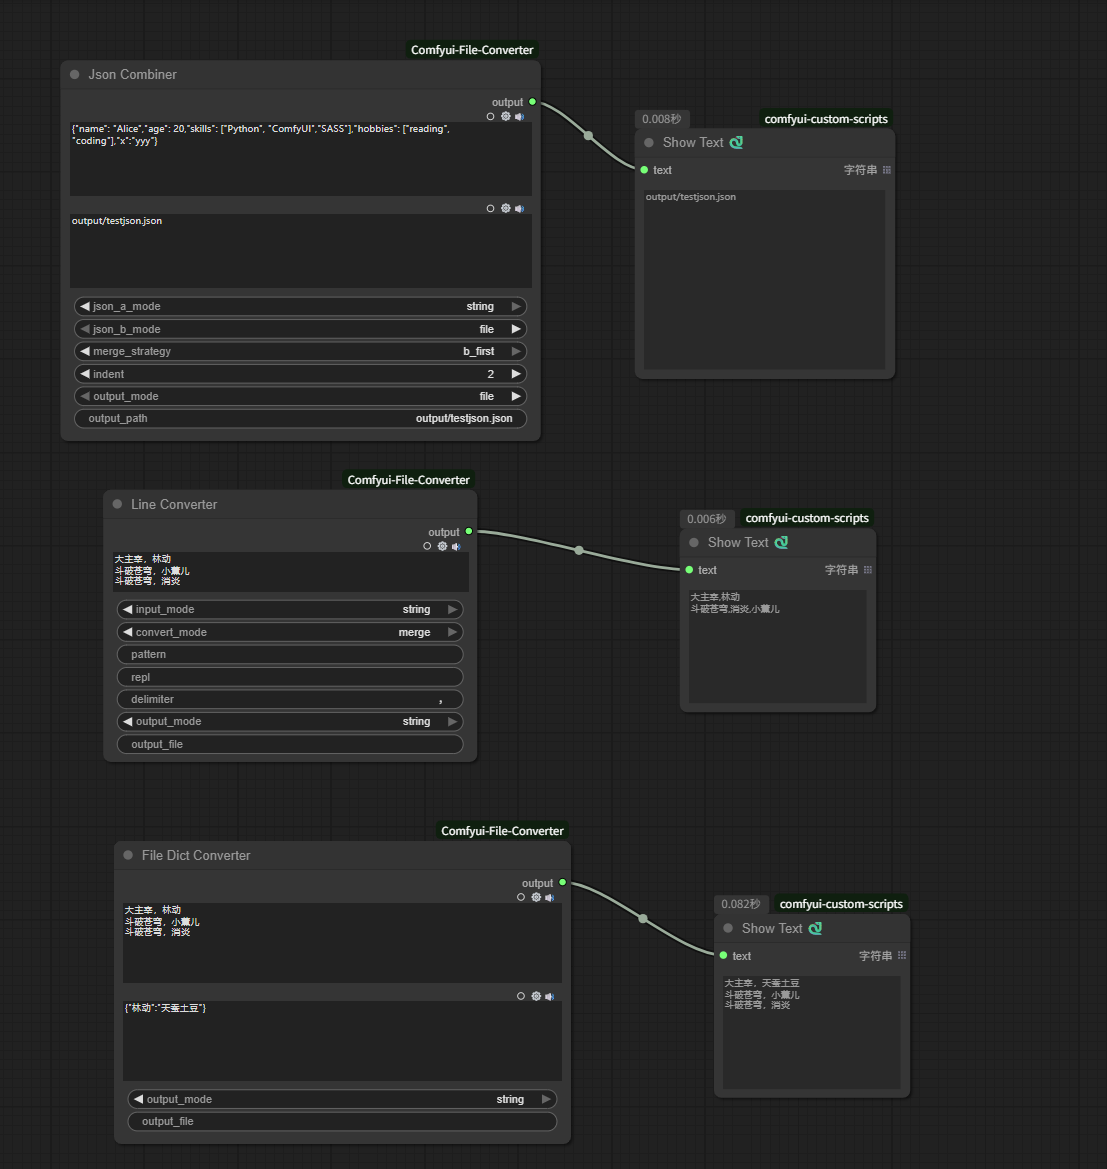 Comfyui-File-Converter
Json Combiner
output
{"name": "Alice","age": 20,"skills": ["Python", "ComfyUI","SASS"],"hobbies": ["reading",
"coding"],"x":"yyy"}
output/testjson.json
json_a_mode string
json_b_mode file
merge_strategy b_first
indent 2
output_mode file
output_path output/testjson.json
0.008秒
comfyui-custom-scripts
Show Text
text 字符串
output/testjson.json
Comfyui-File-Converter
Line Converter
output
大主宰，林动
斗破苍穹，小薰儿
斗破苍穹，消炎
input_mode string
convert_mode merge
pattern
repl
delimiter ,
output_mode string
output_file
0.006秒
comfyui-custom-scripts
Show Text
text 字符串
大主宰,林动
斗破苍穹,消炎,小薰儿
Comfyui-File-Converter
File Dict Converter
output
大主宰，林动
斗破苍穹，小薰儿
斗破苍穹，消炎
{"林动":"天蚕土豆"}
output_mode string
output_file
0.082秒
comfyui-custom-scripts
Show Text
text 字符串
大主宰，天蚕土豆
斗破苍穹，小薰儿
斗破苍穹，消炎